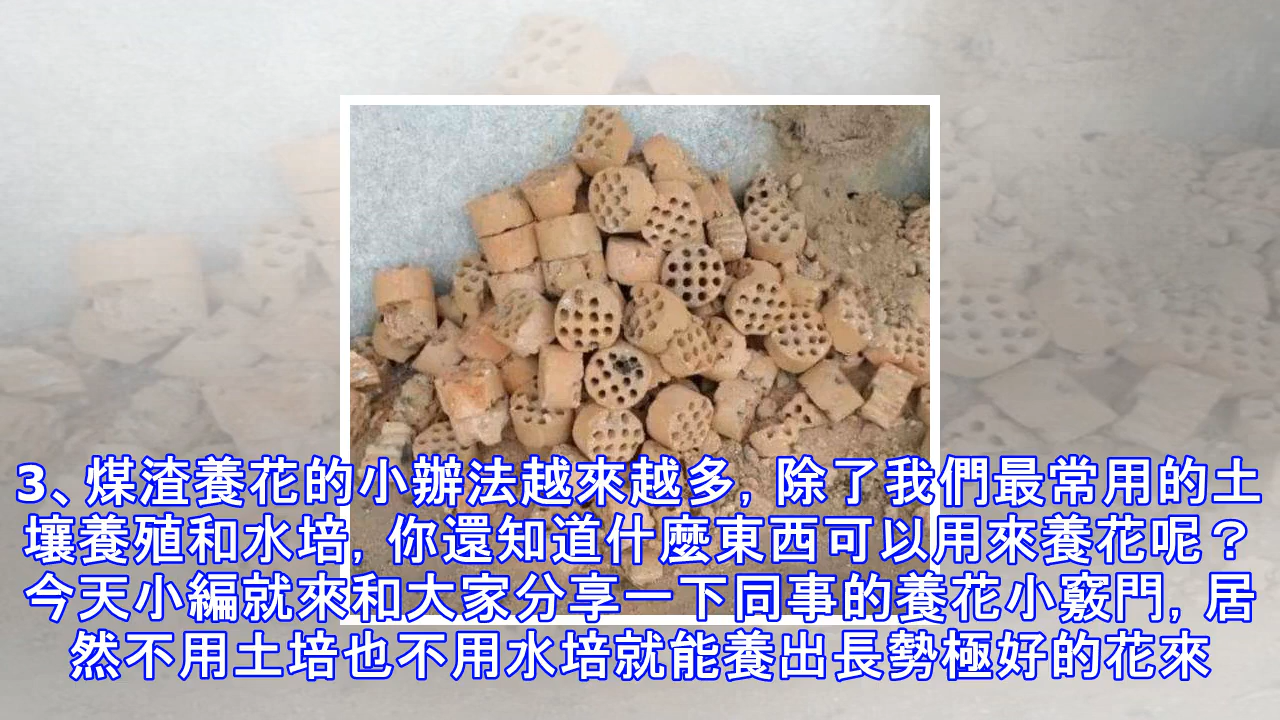 3、煤渣養花的小辦法越來越多, 除了我們最常用的土
壤養殖和水培, 你還知道什麼東西可以用來養花呢？
今天小編就來和大家分享一下同事的養花小竅門, 居
然不用土培也不用水培就能養出長勢極好的花來